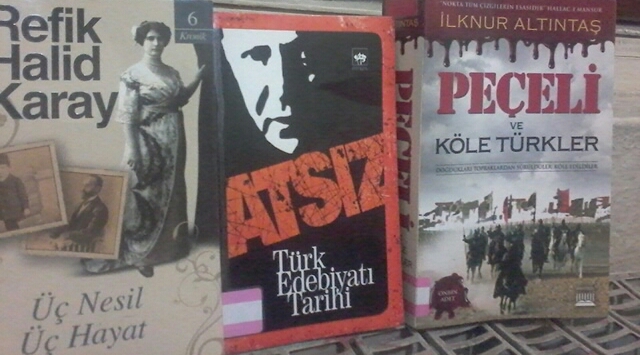 Refik
Halid
Karay
6
Kronik
Üç Nesil
Üç Hayat
ATSIZ
Türk
Edebiyatı
Tarihi
PEÇELİ
İLKNUR ALTINTAŞ
PEÇELİ
VE
KÖLE TÜRKLER